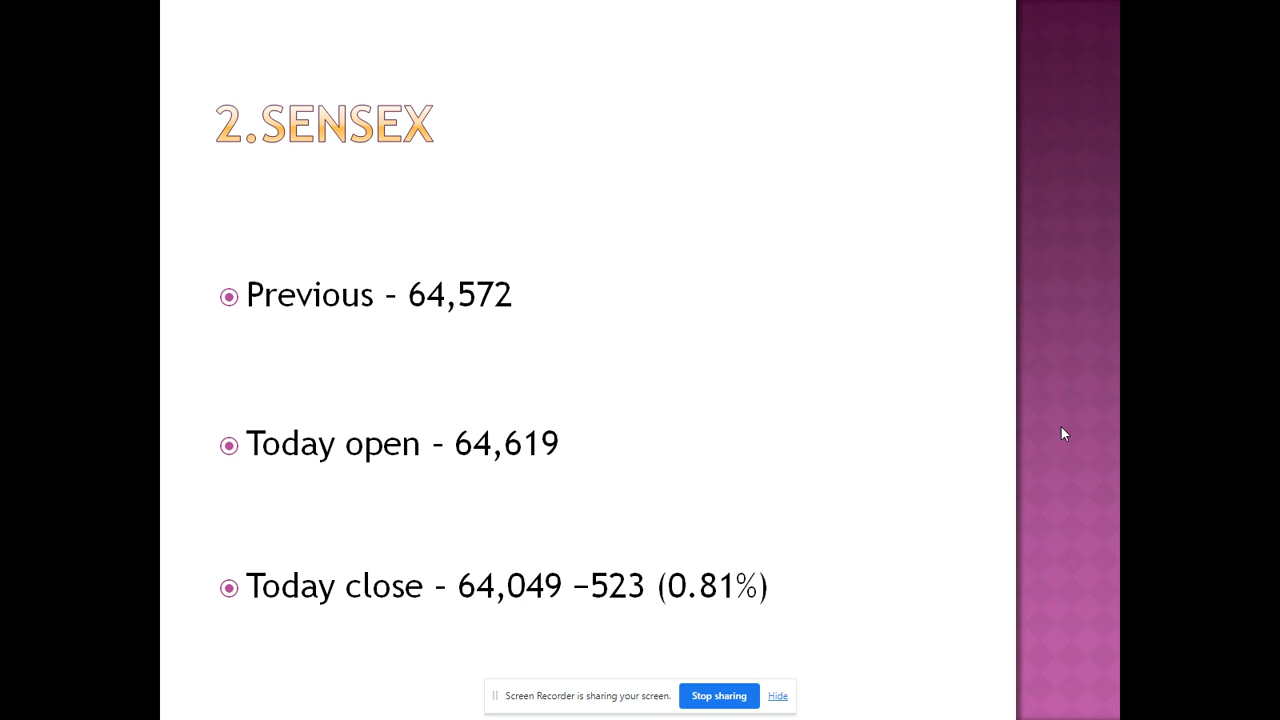 2.SENSEX
Previous – 64,572
Today open – 64,619
Today close – 64,049 −523 (0.81%)
Screen Recorder is sharing your screen. Stop sharing Hide